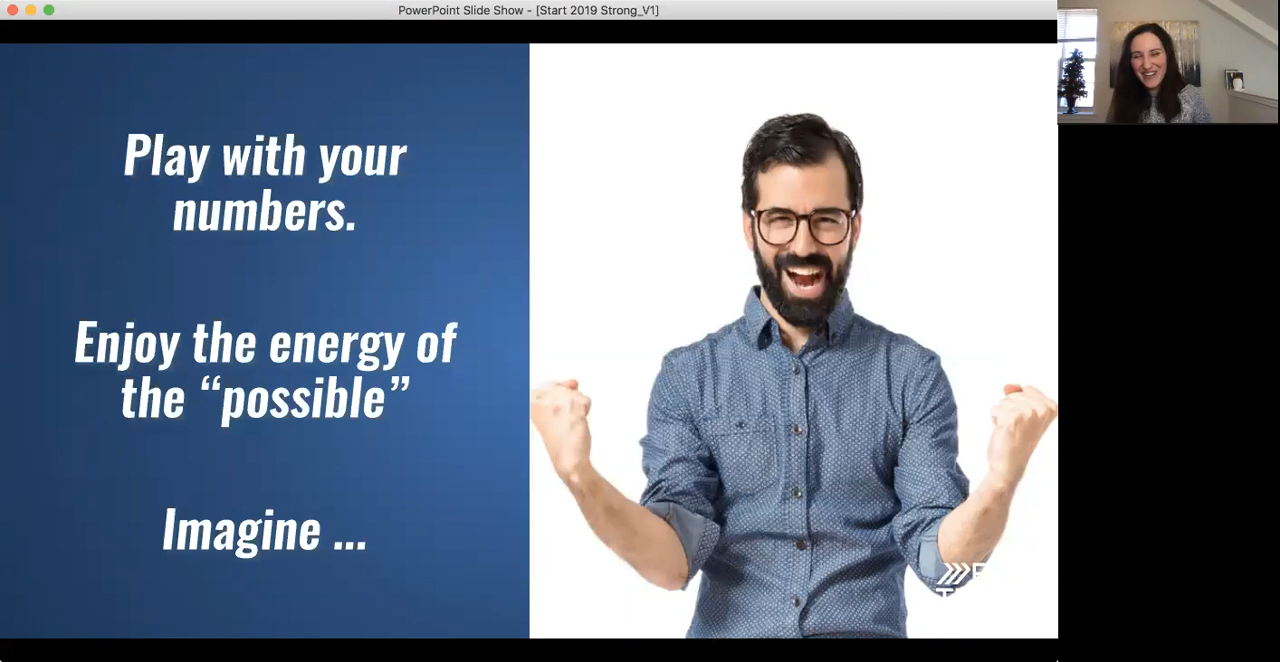 PowerPoint Slide Show - [Start 2019 Strong_V1]
Play with your
numbers.
Enjoy the energy of
the “possible”
Imagine ...